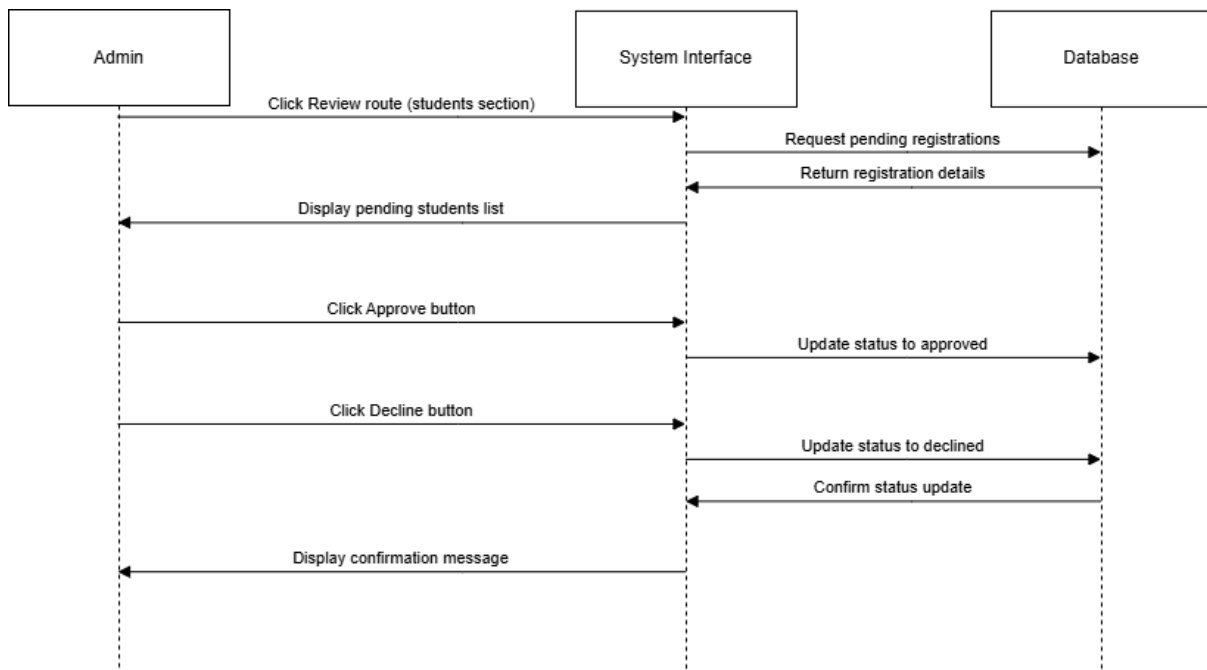 Admin
System Interface
Database
Click Review route (students section)
Request pending registrations
Return registration details
Display pending students list
Click Approve button
Update status to approved
Click Decline button
Update status to declined
Confirm status update
Display confirmation message